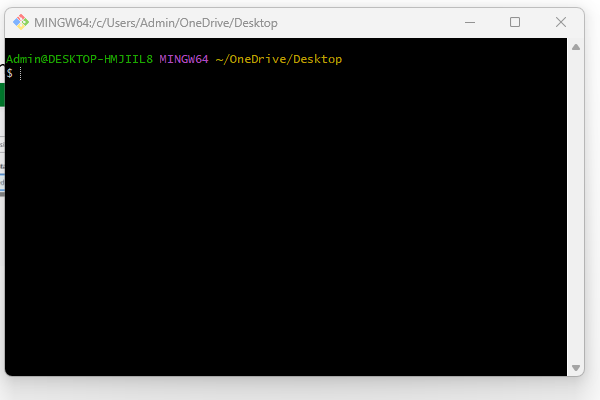 MINGW64:/c/Users/Admin/OneDrive/Desktop
Admin@DESKTOP-HMJIIL8 MINGW64 ~/OneDrive/Desktop
$